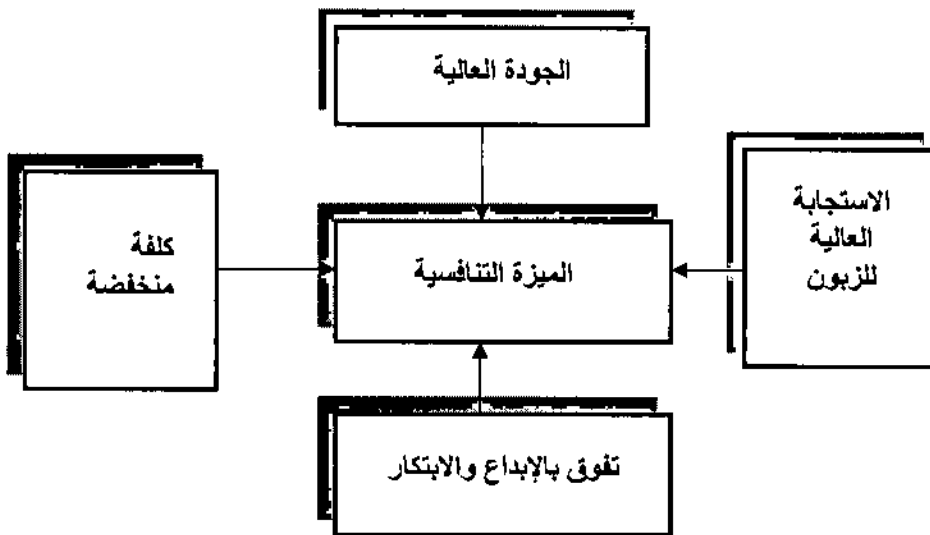 الجودة العالية
الاستجابة
العالية
للزبون
الميزة التنافسية
كلفة
منخفضة
تفوق بالإبداع والابتكار